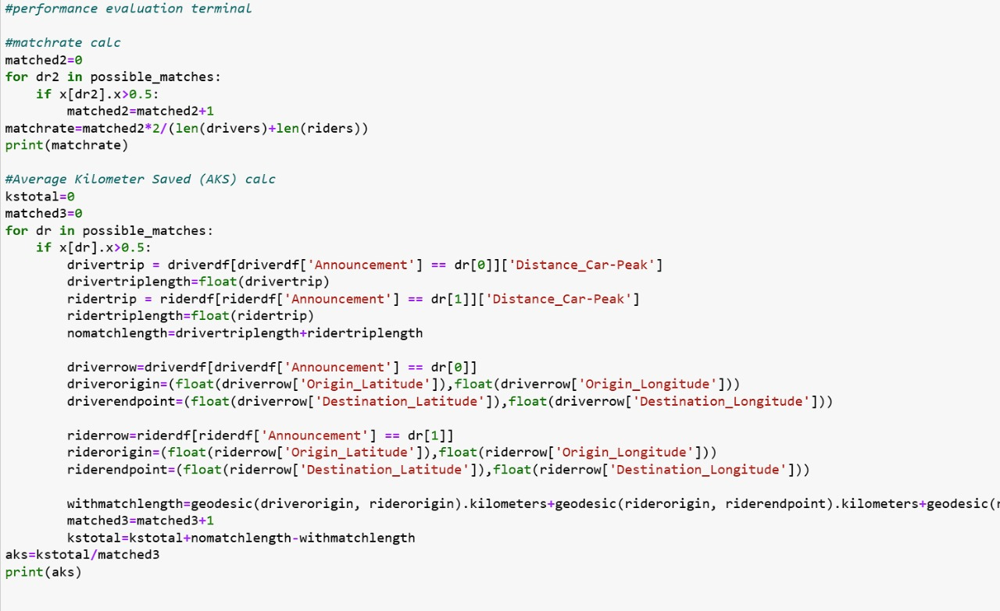 #performance evaluation terminal
#matchrate calc
matched2=0
for dr2 in possible_matches:
    if x[dr2].x>0.5:
        matched2=matched2+1
matchrate=matched2*2/(len(drivers)+len(riders))
print(matchrate)
#Average Kilometer Saved (AKS) calc
kstotal=0
matched3=0
for dr in possible_matches:
    if x[dr].x>0.5:
        drivertrip = driverdf[driverdf['Announcement'] == dr[0]]['Distance_Car-Peak']
        drivertriplength=float(drivertrip)
        ridertrip = riderdf[riderdf['Announcement'] == dr[1]]['Distance_Car-Peak']
        ridertriplength=float(ridertrip)
        nomatchlength=drivertriplength+ridertriplength
        driverrow=driverdf[driverdf['Announcement'] == dr[0]]
        driverorigin=(float(driverrow['Origin_Latitude']),float(driverrow['Origin_Longitude']))
        driverendpoint=(float(driverrow['Destination_Latitude']),float(driverrow['Destination_Longitude']))
        riderrow=riderdf[riderdf['Announcement'] == dr[1]]
        riderorigin=(float(riderrow['Origin_Latitude']),float(riderrow['Origin_Longitude']))
        riderendpoint=(float(riderrow['Destination_Latitude']),float(riderrow['Destination_Longitude']))
        withmatchlength=geodesic(driverorigin, riderorigin).kilometers+geodesic(riderorigin, riderendpoint).kilometers+geodesic(
        matched3=matched3+1
        kstotal=kstotal+nomatchlength-withmatchlength
aks=kstotal/matched3
print(aks)